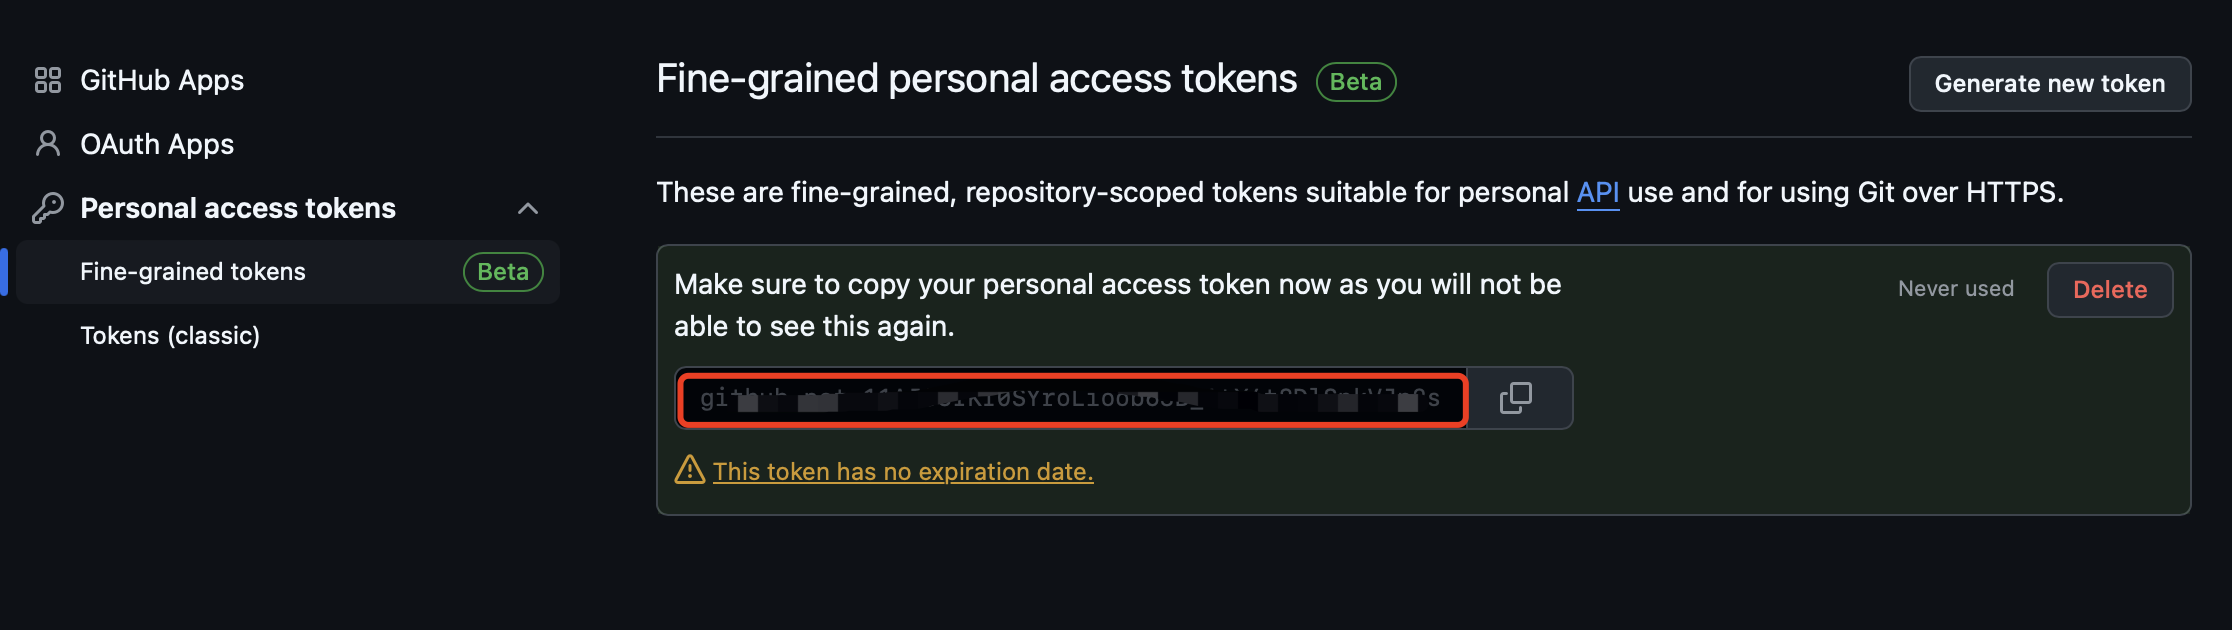 GitHub Apps
OAuth Apps
Personal access tokens
Fine-grained tokens Beta
Tokens (classic)
Fine-grained personal access tokens Beta
Generate new token
These are fine-grained, repository-scoped tokens suitable for personal API use and for using Git over HTTPS.
Make sure to copy your personal access token now as you will not be
able to see this again.
Never used
Delete
This token has no expiration date.